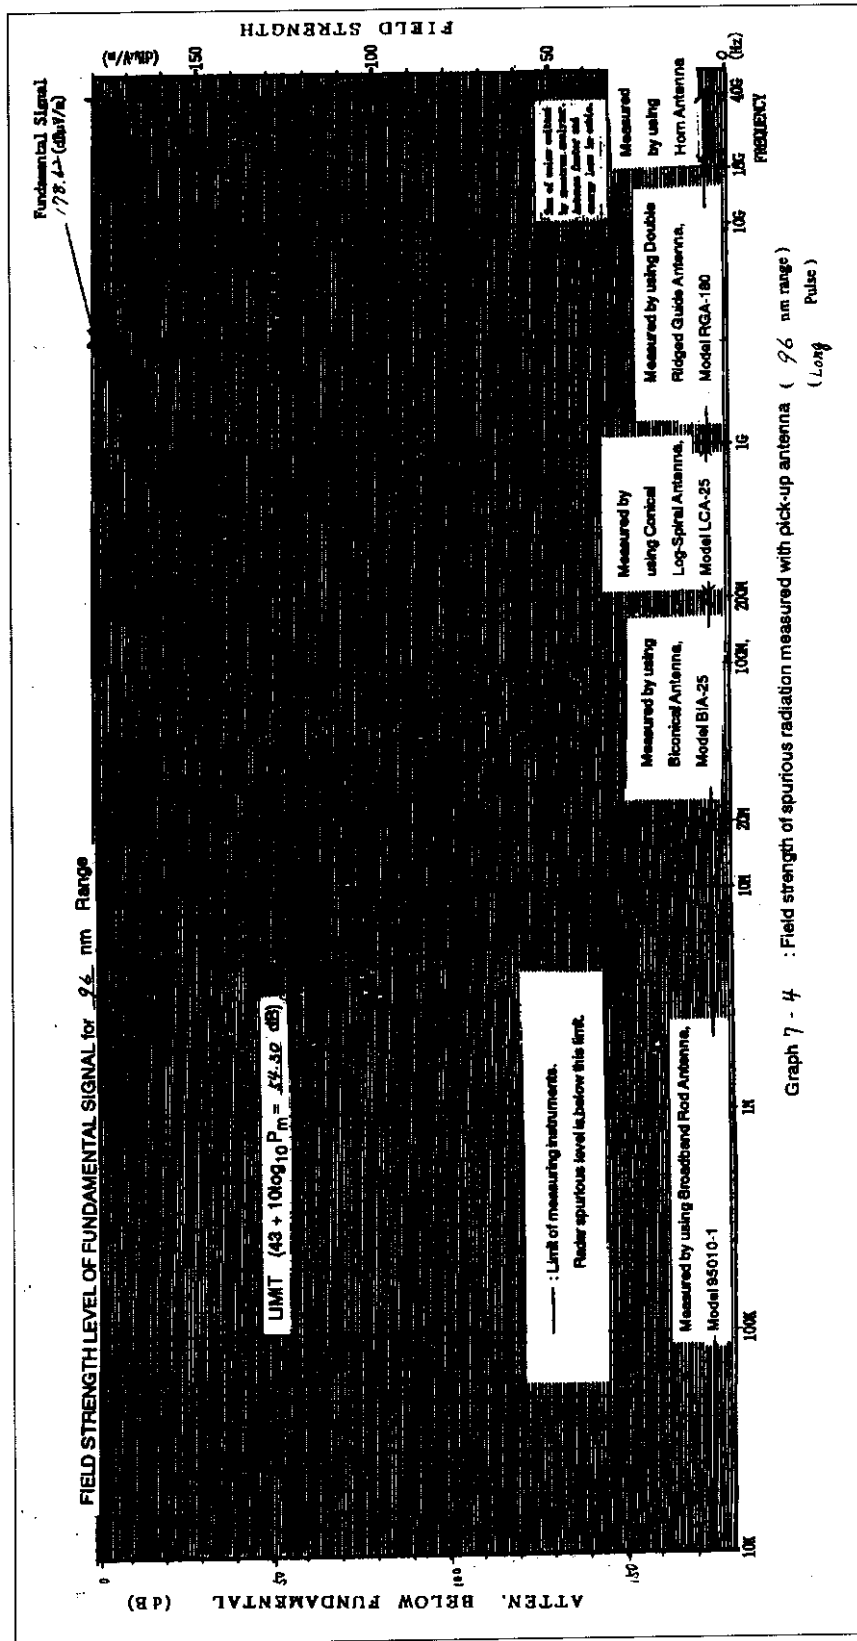 FIELD STRENGTH LEVEL OF FUNDAMENTAL SIGNAL for 96 nm Range
Fundamental Signal
178.62 (dBμV/m)
ATTEN. BELOW FUNDAMENTAL (dB)
0
50
100
150
FIELD STRENGTH
(dBμV/m)
150
100
50
0
LIMIT (43 + 10log10Pm = 54.30 dB)
: Limit of measuring instruments.
Radar spurious level is below this limit.
Measured by using Broadband Rod Antenna,
Model 95010-1
Measured by using
Biconical Antenna,
Model BIA-25
Measured by
using Conical
Log-Spiral Antenna,
Model LCA-25
Measured by using Double
Ridged Guide Antenna,
Model RGA-180
Measured
by using
Horn Antenna
10K
100K
1M
10M
20M
100M
200M
1G
10G
18G
40G
(Hz)
FREQUENCY
Graph 7-4 : Field strength of spurious radiation measured with pick-up antenna ( 96 nm range )
( Long Pulse )